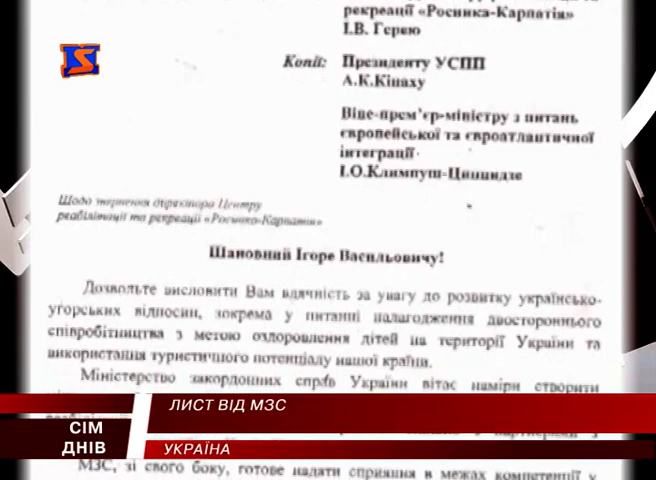 рекреації «Росинка-Карпатія»
І.В. Герею
Копії: Президенту УСПП
А.К.Кінаху
Віце-прем’єр-міністру з питань
європейської та євроатлантичної
інтеграції
І.О.Климпуш-Цинцадзе
Щодо звернення директора Центру
реабілітації та рекреації «Росинка-Карпатія»
Шановний Ігоре Васильовичу!
Дозвольте висловити Вам вдячність за увагу до розвитку українсько-
угорських відносин, зокрема у питанні налагодження двостороннього
співробітництва з метою оздоровлення дітей на території України та
використання туристичного потенціалу нашої країни.
Міністерство закордонних справ України вітає наміри створити
ЛИСТ ВІД МЗС
СІМ
ДНІВ
УКРАЇНА
МЗС, зі свого боку, готове надати сприяння в межах компетенції у